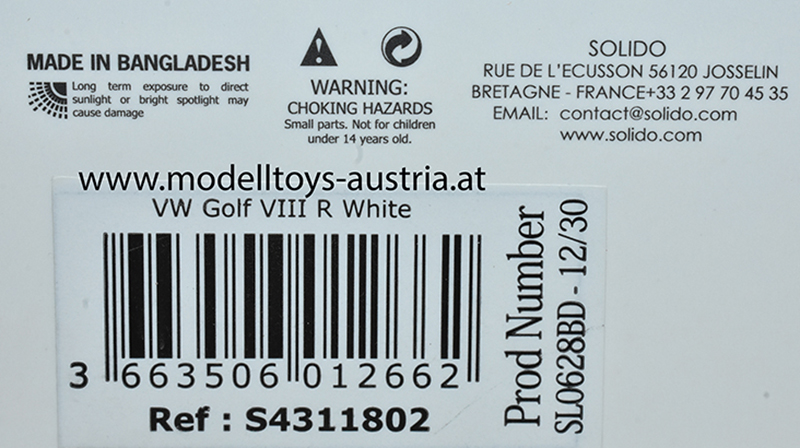 MADE IN BANGLADESH
Long term exposure to direct
sunlight or bright spotlight may
cause damage
WARNING:
CHOKING HAZARDS
Small parts. Not for children
under 14 years old.
SOLIDO
RUE DE L'ECUSSON 56120 JOSSELIN
BRETAGNE - FRANCE+33 2 97 70 45 35
EMAIL: contact@solido.com
www.solido.com
www.modelltoys-austria.at
VW Golf VIII R White
3 663506 012662
Ref : S4311802
Prod Number
SL0628BD - 12/30